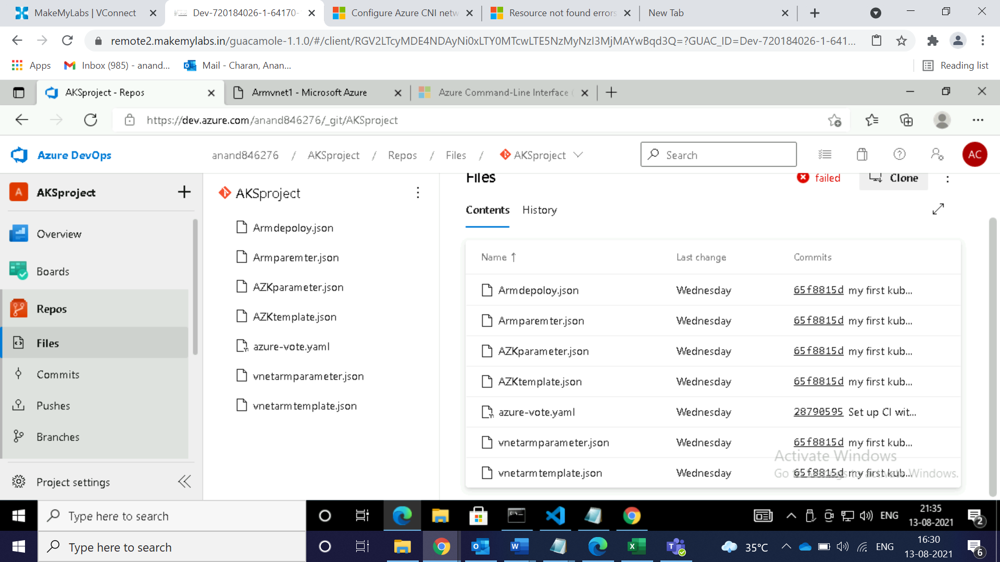 MakeMyLabs | VConnect
Dev-720184026-1-64170-
Configure Azure CNI netw
Resource not found errors
New Tab
remote2.makemylabs.in/guacamole-1.1.0/#/client/RGV2LTcyMDE4NDAyNi0xLTY0MTcwLTE5NzMyNzI3MjMAYwBqd3Q=?GUAC_ID=Dev-720184026-1-641...
Apps
Inbox (985) - anand...
Mail - Charan, Anan...
Reading list
AKSproject - Repos
Armvnet1 - Microsoft Azure
Azure Command-Line Interface (
https://dev.azure.com/anand846276/_git/AKSproject
Azure DevOps
anand846276 / AKSproject / Repos / Files / AKSproject
Search
AC
A AKSproject
Overview
Boards
Repos
Files
Commits
Pushes
Branches
Project settings
AKSproject
Armdepoloy.json
Armparemter.json
AZKparameter.json
AZKtemplate.json
azure-vote.yaml
vnetarmparameter.json
vnetarmtemplate.json
Files
failed
Clone
Contents History
Name Last change Commits
Armdepoloy.json Wednesday 65f8815d my first kub...
Armparemter.json Wednesday 65f8815d my first kub...
AZKparameter.json Wednesday 65f8815d my first kub...
AZKtemplate.json Wednesday 65f8815d my first kub...
azure-vote.yaml Wednesday 28790595 Set up CI wit...
vnetarmparameter.json Wednesday 65f8815d my first kub...
Activate Windows
vnetarmtemplate.json Wednesday 65f8815d my first kub...
Go to Settings to activate Windows.
Type here to search
ENG
21:35
13-08-2021
2
Type here to search
35°C
ENG
16:30
13-08-2021
6